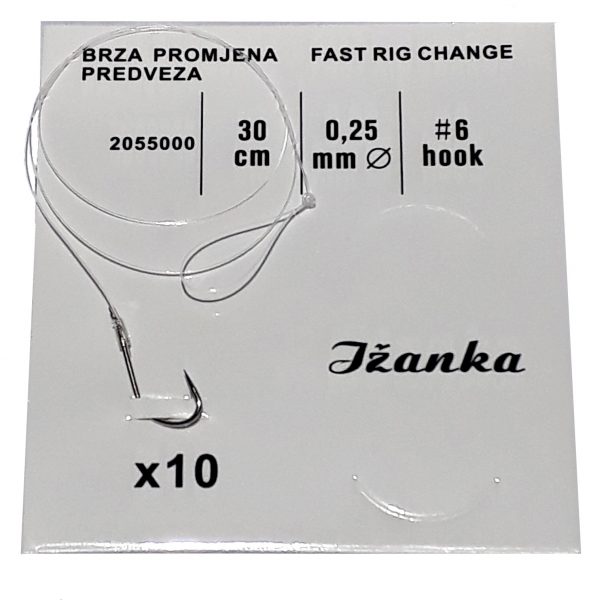 BRZA PROMJENA
PREDVEZA
FAST RIG CHANGE
2055000
30
cm
0,25
mm ⌀
#6
hook
Ižanka
x10